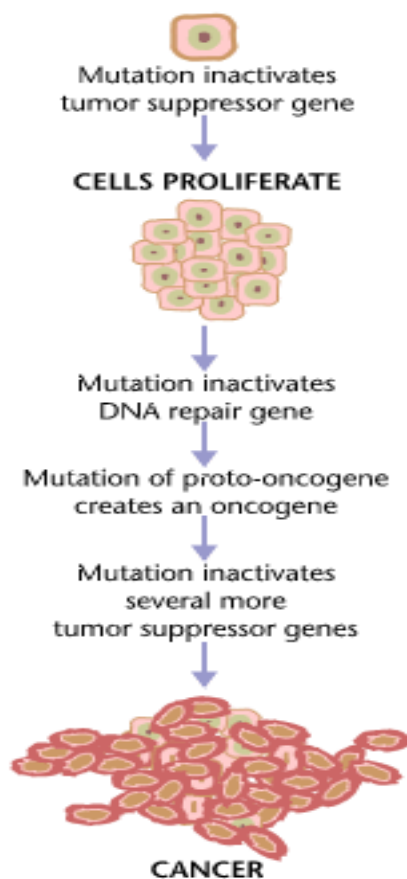 Mutation inactivates
tumor suppressor gene
CELLS PROLIFERATE
Mutation inactivates
DNA repair gene
Mutation of proto-oncogene
creates an oncogene
Mutation inactivates
several more
tumor suppressor genes
CANCER